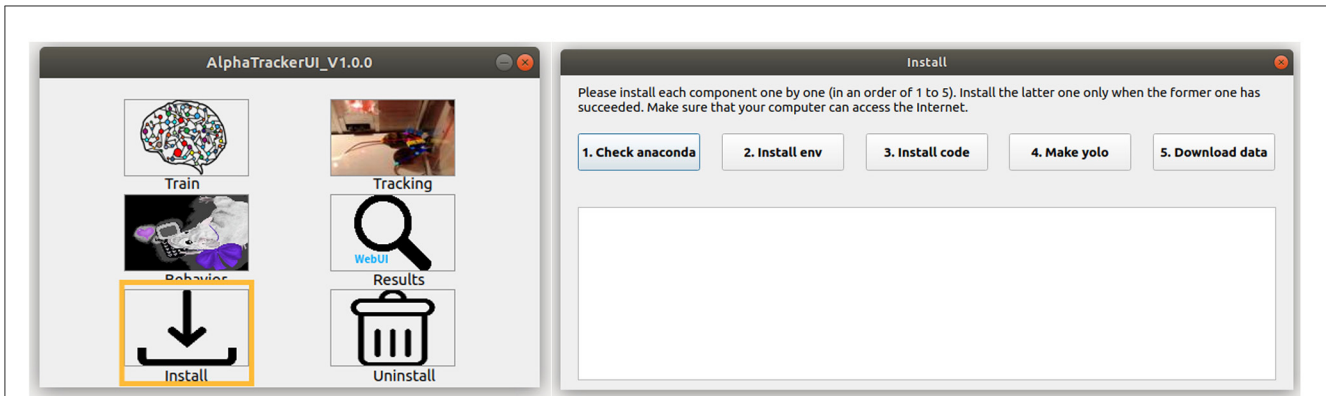 AlphaTrackerUI_V1.0.0
Train
Tracking
WebUI
Behavior
Results
Install
Uninstall
Install
Please install each component one by one (in an order of 1 to 5). Install the latter one only when the former one has
succeeded. Make sure that your computer can access the Internet.
1. Check anaconda
2. Install env
3. Install code
4. Make yolo
5. Download data